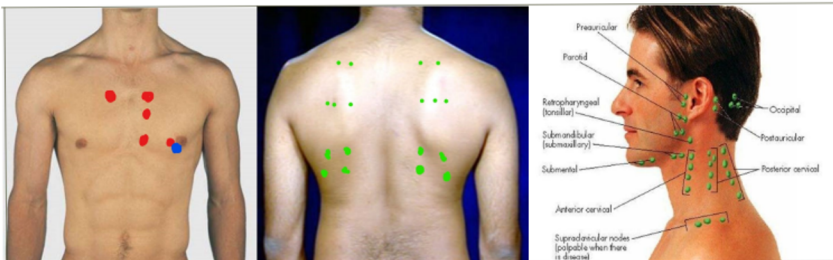 Preauricular
Parotid
Retropharyngeal
(tonsillar)
Submandibular
(submaxillary)
Submental
Anterior cervical
Supraclavicular nodes
(palpable when there
is disease)
Occipital
Postauricular
Posterior cervical